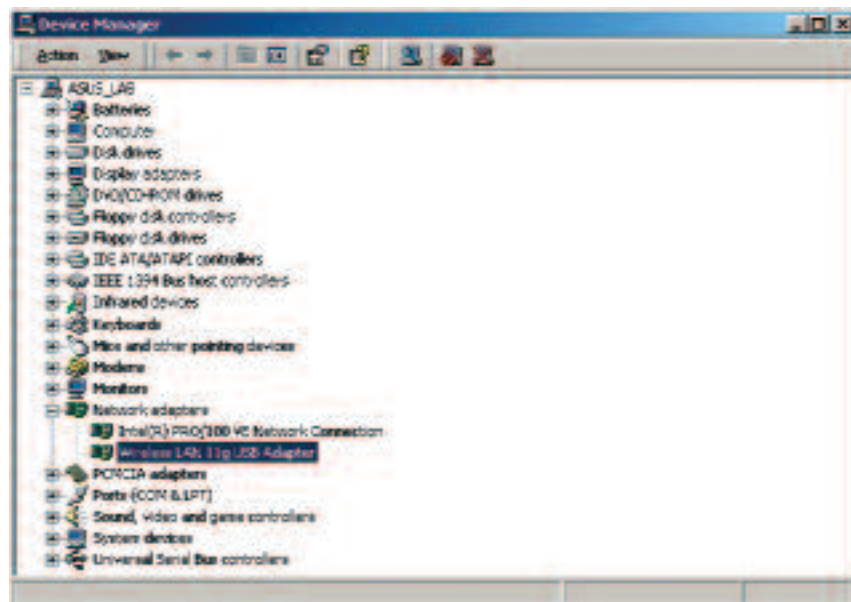 Device Manager
Action View
ASUS_LAB
Batteries
Computer
Disk drives
Display adapters
DVD/CD-ROM drives
Floppy disk controllers
Floppy disk drives
IDE ATA/ATAPI controllers
IEEE 1394 Bus host controllers
Infrared devices
Keyboards
Mice and other pointing devices
Modems
Monitors
Network adapters
Intel(R) PRO/100 VE Network Connection
Wireless LAN 11g USB Adapter
PCMCIA adapters
Ports (COM & LPT)
Sound, video and game controllers
System devices
Universal Serial Bus controllers